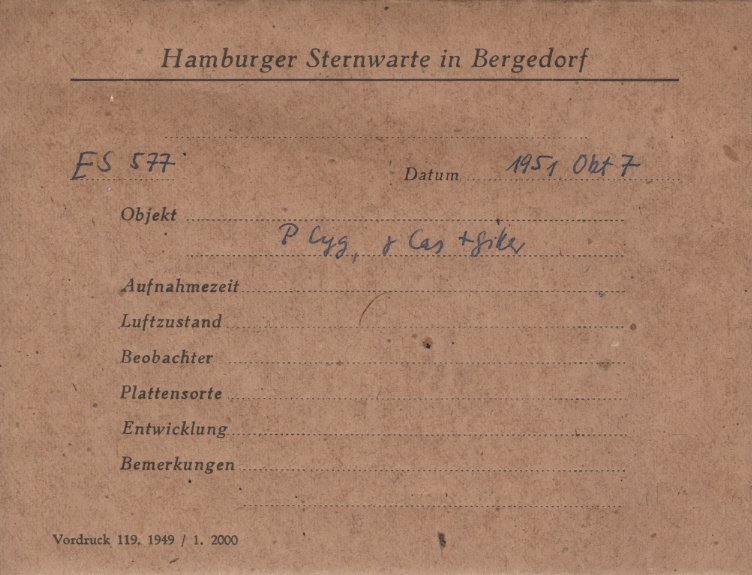 Hamburger Sternwarte in Bergedorf
ES 577
Datum 1951 Okt 7
Objekt
P Cyg, γ Cas +
Aufnahmezeit
Luftzustand
Beobachter
Plattensorte
Entwicklung
Bemerkungen
Vordruck 119. 1949 / 1. 2000